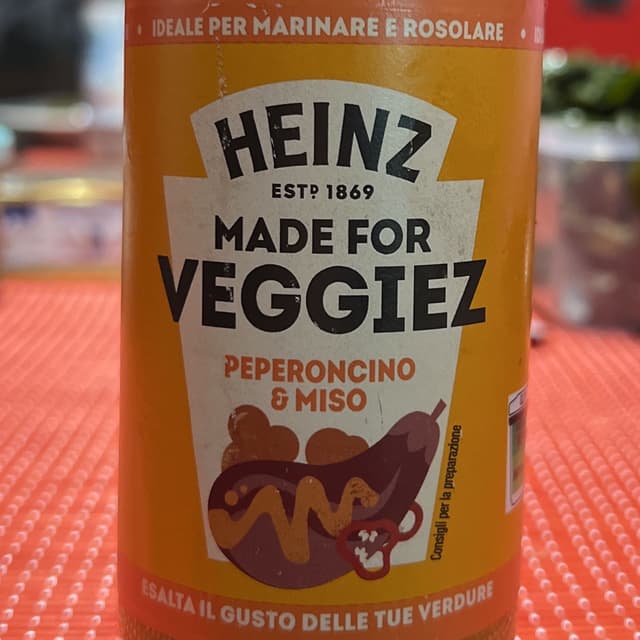 IDEALE PER MARINARE E ROSOLARE
HEINZ
ESTD 1869
MADE FOR
VEGGIEZ
PEPERONCINO
& MISO
Consigli per la preparazione
ESALTA IL GUSTO DELLE TUE VERDURE